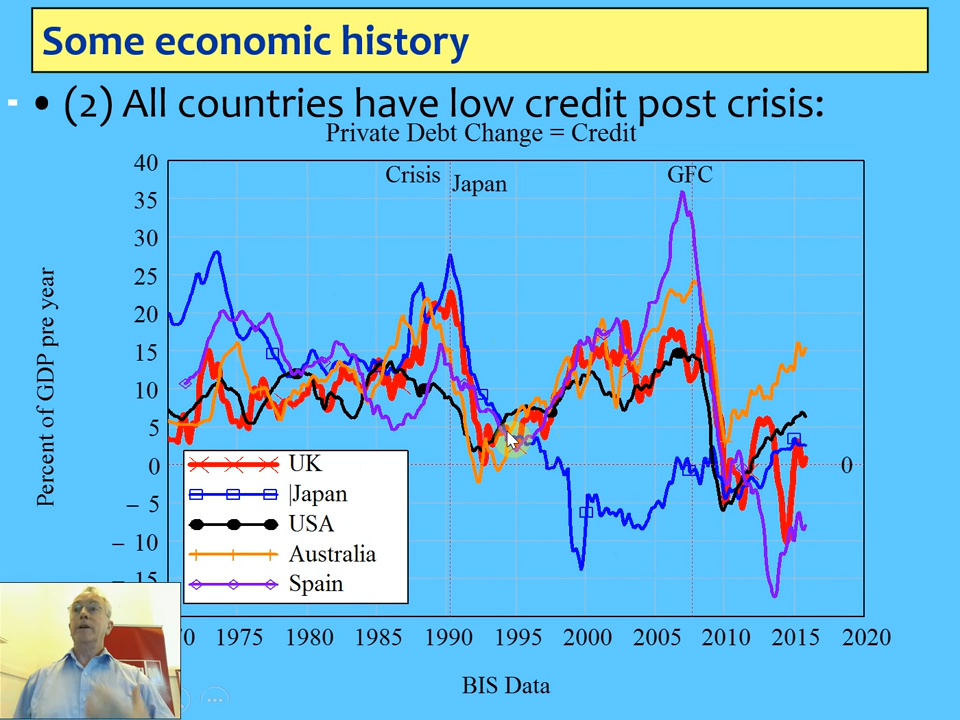 Some economic history
• (2) All countries have low credit post crisis:
Private Debt Change = Credit
Crisis
Japan
GFC
Percent of GDP pre year
40
35
30
25
20
15
10
5
0
– 5
– 10
– 15
0
UK
|Japan
USA
Australia
Spain
70 1975 1980 1985 1990 1995 2000 2005 2010 2015 2020
BIS Data